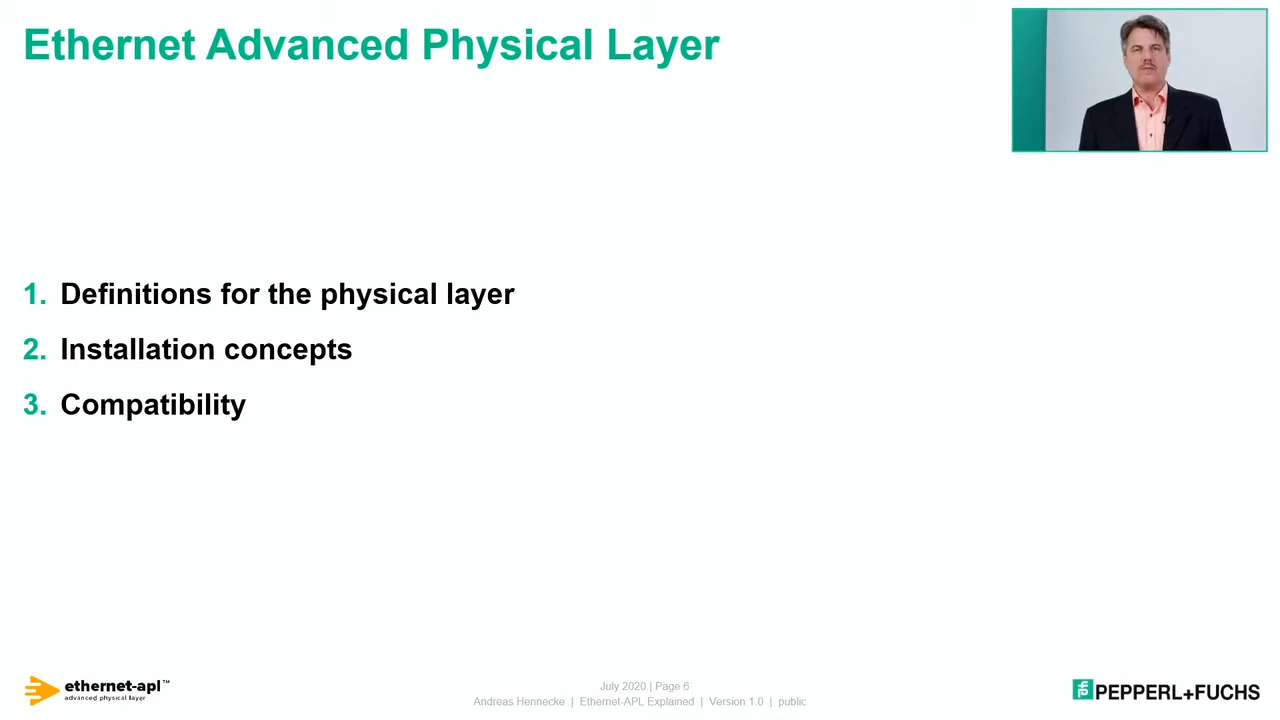 Ethernet Advanced Physical Layer
1. Definitions for the physical layer
2. Installation concepts
3. Compatibility
ethernet-apl™
advanced physical layer
July 2020 | Page 6
Andreas Hennecke | Ethernet-APL Explained | Version 1.0 | public
PEPPERL+FUCHS